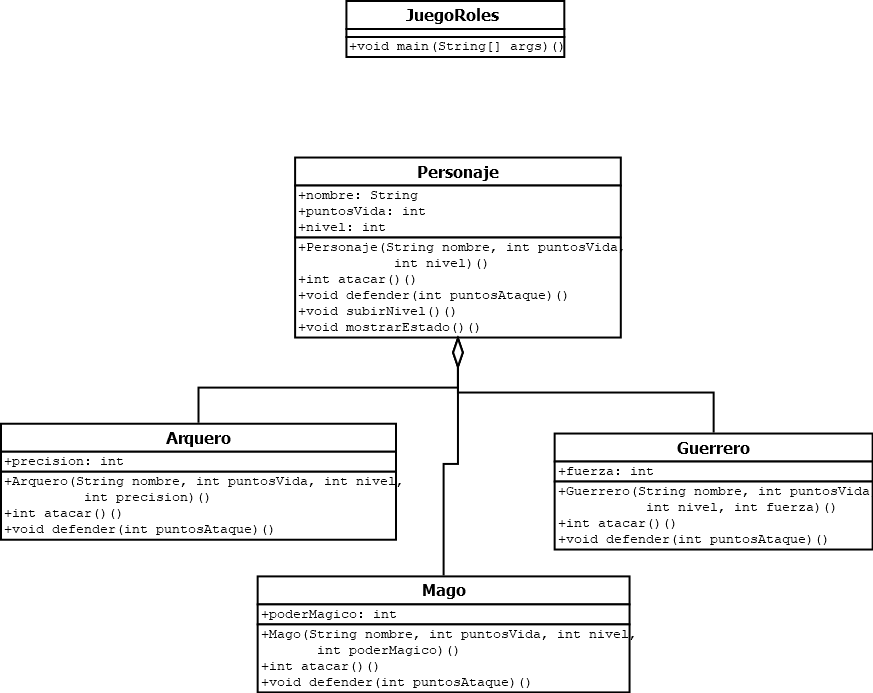 JuegoRoles
+void main(String[] args)()
Personaje
+nombre: String
+puntosVida: int
+nivel: int
+Personaje(String nombre, int puntosVida,
int nivel)()
+int atacar()()
+void defender(int puntosAtaque)()
+void subirNivel()()
+void mostrarEstado()()
Arquero
+precision: int
+Arquero(String nombre, int puntosVida, int nivel,
int precision)()
+int atacar()()
+void defender(int puntosAtaque)()
Guerrero
+fuerza: int
+Guerrero(String nombre, int puntosVida
int nivel, int fuerza)()
+int atacar()()
+void defender(int puntosAtaque)()
Mago
+poderMagico: int
+Mago(String nombre, int puntosVida, int nivel,
int poderMagico)()
+int atacar()()
+void defender(int puntosAtaque)()